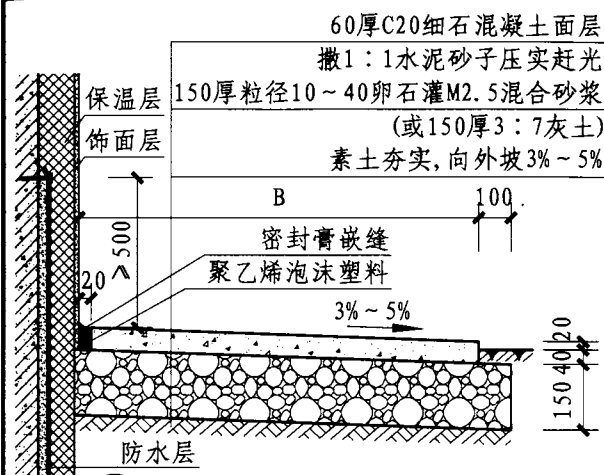 60厚C20细石混凝土面层
撒1:1水泥砂子压实赶光
150厚粒径10~40卵石灌M2.5混合砂浆
(或150厚3:7灰土)
素土夯实,向外坡3%~5%
保温层
饰面层
B
100
≥500
20
密封膏嵌缝
聚乙烯泡沫塑料
3%~5%
20
40
150
防水层